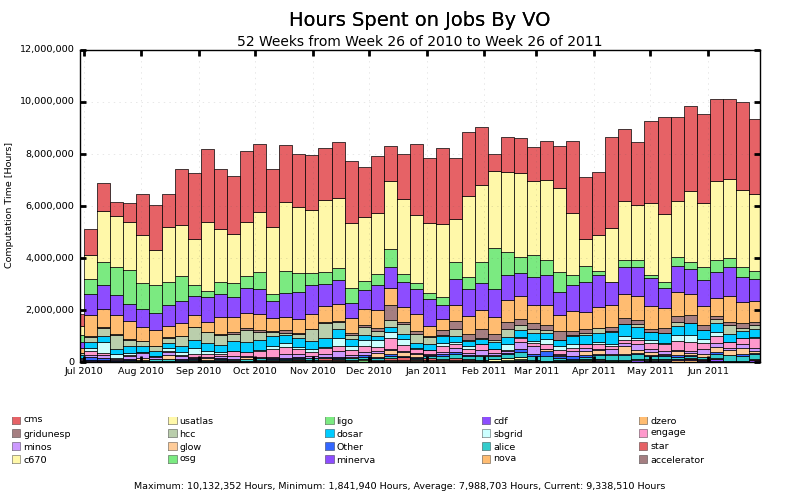 Hours Spent on Jobs By VO
52 Weeks from Week 26 of 2010 to Week 26 of 2011
Computation Time [Hours]
12,000,000
10,000,000
8,000,000
6,000,000
4,000,000
2,000,000
0
Jul 2010 Aug 2010 Sep 2010 Oct 2010 Nov 2010 Dec 2010 Jan 2011 Feb 2011 Mar 2011 Apr 2011 May 2011 Jun 2011
cms usatlas ligo cdf dzero
gridunesp hcc dosar sbgrid engage
minos glow Other alice star
c670 osg minerva nova accelerator
Maximum: 10,132,352 Hours, Minimum: 1,841,940 Hours, Average: 7,988,703 Hours, Current: 9,338,510 Hours